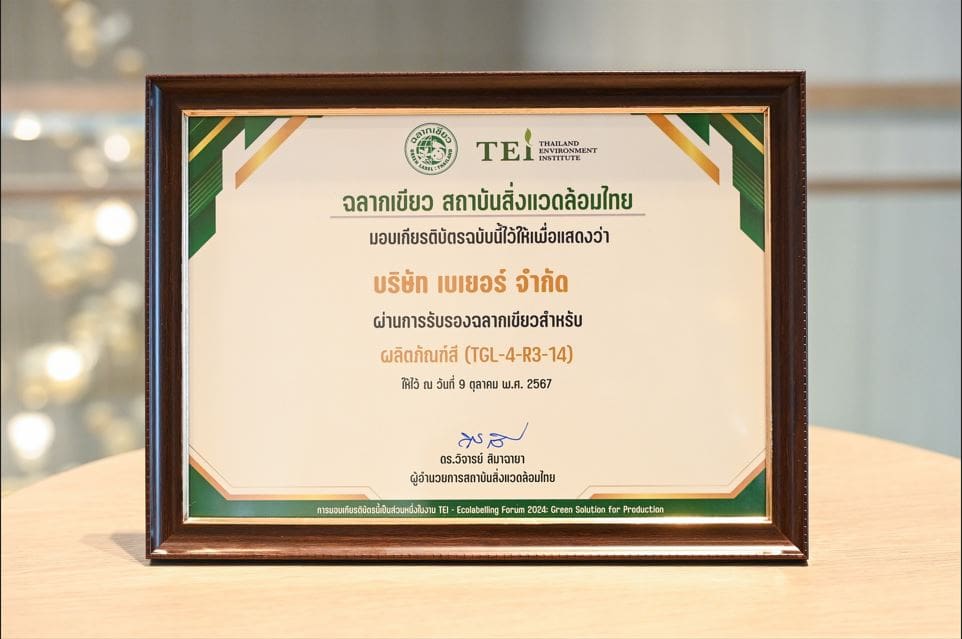 ฉลากเขียว
GREEN LABEL : THAILAND
TEi THAILAND
ENVIRONMENT
INSTITUTE
ฉลากเขียว สถาบันสิ่งแวดล้อมไทย
มอบเกียรติบัตรฉบับนี้ไว้ให้เพื่อแสดงว่า
บริษัท เบเยอร์ จำกัด
ผ่านการรับรองฉลากเขียวสำหรับ
ผลิตภัณฑ์สี (TGL-4-R3-14)
ให้ไว้ ณ วันที่ 9 ตุลาคม พ.ศ. 2567
ดร.วิจารย์ สิมาฉายา
ผู้อำนวยการสถาบันสิ่งแวดล้อมไทย
การมอบเกียรติบัตรนี้เป็นส่วนหนึ่งในงาน TEI - Ecolabelling Forum 2024: Green Solution for Production